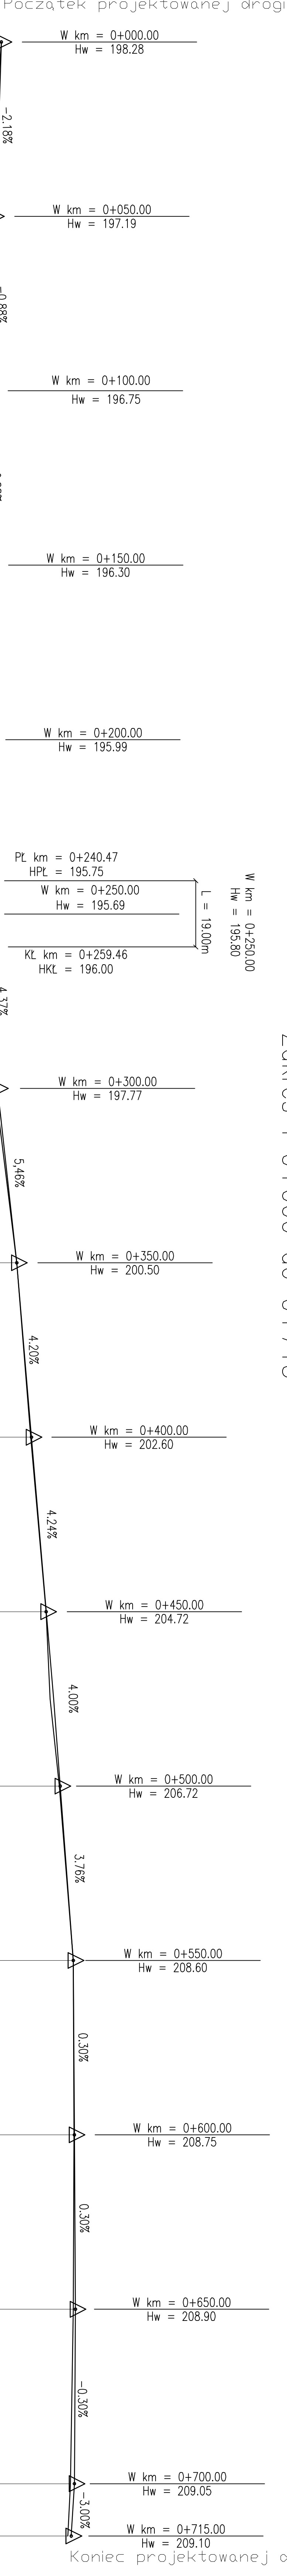 Początek projektowanej drogi
W km = 0+000.00
Hw = 198.28
-2.18%
W km = 0+050.00
Hw = 197.19
-0.88%
W km = 0+100.00
Hw = 196.75
W km = 0+150.00
Hw = 196.30
W km = 0+200.00
Hw = 195.99
PŁ km = 0+240.47
HPŁ = 195.75
W km = 0+250.00
Hw = 195.69
KŁ km = 0+259.46
HKŁ = 196.00
L = 19.00m
W km = 0+250.00
Hw = 195.80
4.37%
W km = 0+300.00
Hw = 197.77
5,46%
W km = 0+350.00
Hw = 200.50
4.20%
W km = 0+400.00
Hw = 202.60
4.24%
W km = 0+450.00
Hw = 204.72
4.00%
W km = 0+500.00
Hw = 206.72
3.76%
W km = 0+550.00
Hw = 208.60
0.30%
W km = 0+600.00
Hw = 208.75
0.30%
W km = 0+650.00
Hw = 208.90
-0.30%
W km = 0+700.00
Hw = 209.05
-3.00%
W km = 0+715.00
Hw = 209.10
Koniec projektowanej